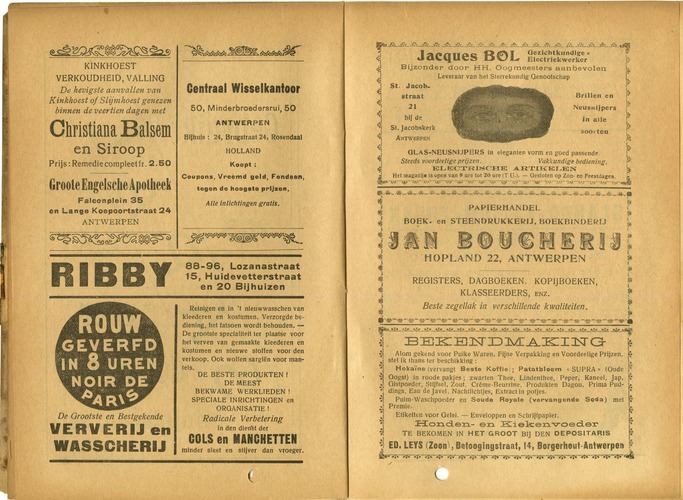 KINKHOEST
VERKOUDHEID, VALLING
De hevigste aanvallen van
Kinkhoest of Slijmhoest genezen
binnen de veertien dagen met
Christiana Balsem
en Siroop
Prijs: Remedie compleet fr. 2.50
Groote Engelsche Apotheek
Falconplein 35
en Lange Koepoortstraat 24
ANTWERPEN
Centraal Wisselkantoor
50, Minderbroedersrui, 50
ANTWERPEN
Bijhuis : 24, Brugstraat 24, Rosendaal
HOLLAND
Koopt :
Coupons, Vreemd geld, Fondsen,
tegen de hoogste prijzen,
Alle inlichtingen gratis.
RIBBY
88-96, Lozanastraat
15, Huidevetterstraat
en 20 Bijhuizen
ROUW
GEVERFD
IN 8 UREN
NOIR DE
PARIS
De Grootste en Bestgekende
VERVERIJ en
WASSCHERIJ
Reinigen en in 't nieuwwasschen van
kleederen en kostumen. Verzorgde be-
diening, het fatsoen wordt behouden. —
De grootste specialiteit ter plaatse voor
het verven van gemaakte kleederen en
kostumen en nieuwe stoffen voor den
verkoop. Ook wollen sargiën voor man-
tels.
DE BESTE PRODUKTEN !
DE MEEST
BEKWAME WERKLIEDEN !
SPECIALE INRICHTINGEN en
ORGANISATIE !
Radicale Verbetering
in den dienst der
COLS en MANCHETTEN
minder sleet en stijver dan vroeger.
Jacques BOL
Gezichtkundige -
Electriekwerker
Bijzonder door HH. Oogmeesters aanbevolen
Leveraar van het Sterrekundig Genootschap
St. Jacob-
straat
21
bij de
St. Jacobskerk
ANTWERPEN
Brillen en
Neusnijpers
in alle
soorten
GLAS-NEUSNIJPERS in eleganten vorm en goed passende.
Steeds voordeelige prijzen. Vakkundige bediening.
ELECTRISCHE ARTIKELEN
Het magazijn is open van 9 ure tot 20 ure (T. U.). — Gesloten op Zon- en Feestdagen.
PAPIERHANDEL
BOEK- en STEENDRUKKERIJ, BOEKBINDERIJ
JAN BOUCHERIJ
HOPLAND 22, ANTWERPEN
REGISTERS, DAGBOEKEN. KOPIJBOEKEN,
KLASSEERDERS, ENZ.
Beste zegellak in verschillende kwaliteiten.
BEKENDMAKING
Alom gekend voor Puike Waren, Fijne Verpakking en Voordeelige Prijzen,
stel ik thans ter beschikking :
Hekaine (vervangt Beste Koffie); Patatbloem « SUPRA » (Oude
Oogst) in roode pakjes ; zwarten Thee, Lindenthee, Peper, Kaneel, Jap.
Gistpoeder, Stijfsel, Zout. Crème-Beurrine, Produkten Dagon. Prima Pud-
dings, Eau de Javel. Nachtlichtjes, Extract in potjes.
Puim-Waschpoeder en Soude Royale (vervangende Soda) met
Premie.
Etiketten voor Gelei. — Enveloppen en Schrijfpapier.
Honden- en Kiekenvoeder
TE BEKOMEN IN HET GROOT BIJ DEN DEPOSITARIS
ED. LEYS (Zoon), Betoogingstraat, 14, Borgerhout-Antwerpen